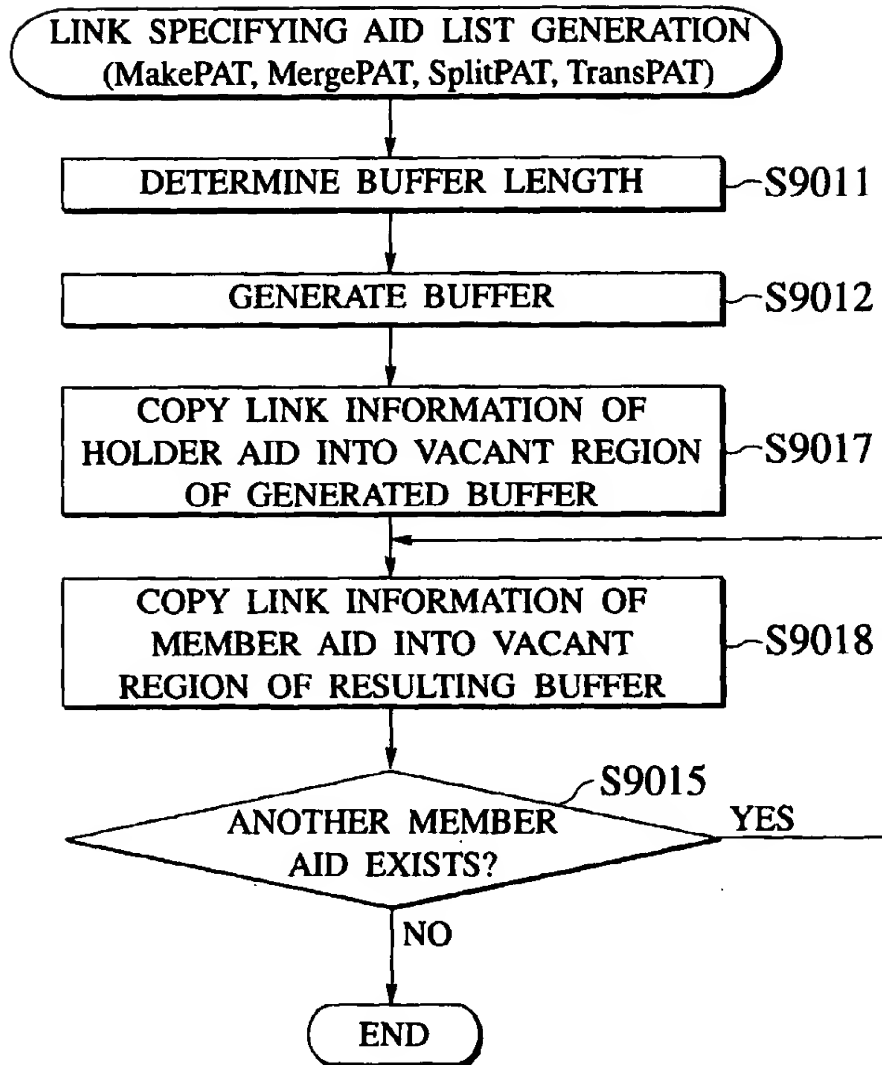 LINK SPECIFYING AID LIST GENERATION
(MakePAT, MergePAT, SplitPAT, TransPAT)
DETERMINE BUFFER LENGTH
S9011
GENERATE BUFFER
S9012
COPY LINK INFORMATION OF
HOLDER AID INTO VACANT REGION
OF GENERATED BUFFER
S9017
COPY LINK INFORMATION OF
MEMBER AID INTO VACANT
REGION OF RESULTING BUFFER
S9018
S9015
ANOTHER MEMBER
AID EXISTS?
YES
NO
END